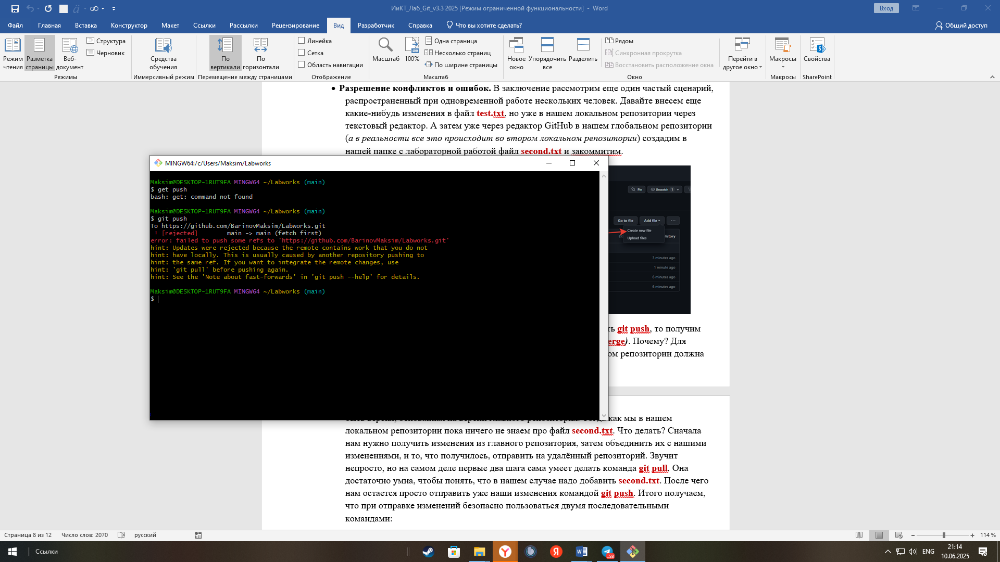 ИиКТ_Лаб_Git_v3.3 2025 [Режим ограниченной функциональности] - Word
Вход
Файл Главная Вставка Конструктор Макет Ссылки Рассылки Рецензирование Вид Разработчик Справка Что вы хотите сделать? Общий доступ
Режим чтения
Разметка страницы
Веб-документ
Структура
Черновик
Режимы
Средства обучения
Иммерсивный режим
По вертикали
По горизонтали
Перемещение между страницами
Линейка
Сетка
Область навигации
Отображение
Масштаб
100%
Одна страница
Несколько страниц
По ширине страницы
Масштаб
Новое окно
Упорядочить все
Разделить
Рядом
Синхронная прокрутка
Восстановить расположение окна
Перейти в другое окно
Окно
Макросы
Макросы
Свойства
SharePoint
• Разрешение конфликтов и ошибок. В заключение рассмотрим еще один частый сценарий,
распространенный при одновременной работе нескольких человек. Давайте внесем еще
какие-нибудь изменения в файл test.txt, но уже в нашем локальном репозитории через
текстовый редактор. А затем уже через редактор GitHub в нашем глобальном репозитории
(а в реальности все это происходит во втором локальном репозитории) создадим в
нашей папке с лабораторной работой файл second.txt и закоммитим.
MINGW64:/c/Users/Maksim/Labworks
Maksim@DESKTOP-1RUT9FA MINGW64 ~/Labworks (main)
$ get push
bash: get: command not found
Maksim@DESKTOP-1RUT9FA MINGW64 ~/Labworks (main)
$ git push
To https://github.com/BarinovMaksim/Labworks.git
! [rejected] main -> main (fetch first)
error: failed to push some refs to 'https://github.com/BarinovMaksim/Labworks.git'
hint: Updates were rejected because the remote contains work that you do not
hint: have locally. This is usually caused by another repository pushing to
hint: the same ref. If you want to integrate the remote changes, use
hint: 'git pull' before pushing again.
hint: See the 'Note about fast-forwards' in 'git push --help' for details.
Maksim@DESKTOP-1RUT9FA MINGW64 ~/Labworks (main)
$
Pin Unwatch 1
Go to file Add file ...
Create new file
Upload files
History
3 minutes ago
1 minute ago
6 minutes ago
6 minutes ago
ть git push, то получим
erge). Почему? Для
ом репозитории должна
как мы в нашем
локальном репозитории пока ничего не знаем про файл second.txt. Что делать? Сначала
нам нужно получить изменения из главного репозитория, затем объединить их с нашими
изменениями, и то, что получилось, отправить на удалённый репозиторий. Звучит
непросто, но на самом деле первые два шага сама умеет делать команда git pull. Она
достаточно умна, чтобы понять, что в нашем случае надо добавить second.txt. После чего
нам остается просто отправить уже наши изменения командой git push. Итого получаем,
что при отправке изменений безопасно пользоваться двумя последовательными
командами:
Страница 8 из 12 Число слов: 2070 русский 114 %
Ссылки
..58
ENG
21:14
10.06.2025